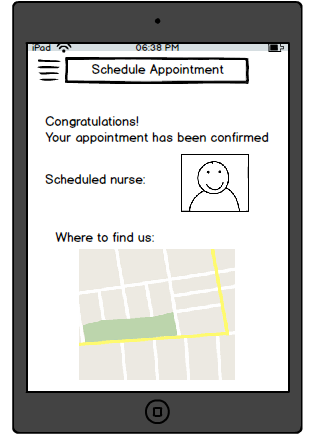 iPad 06:38 PM
Schedule Appointment
Congratulations!
Your appointment has been confirmed
Scheduled nurse:
Where to find us: